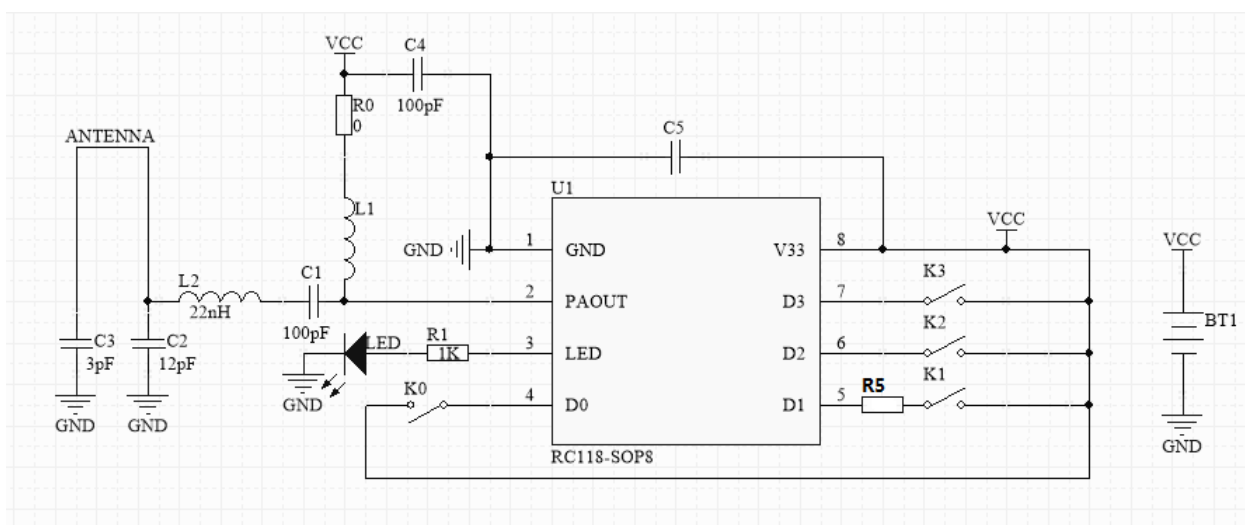 VCC
C4
100pF
R0
0
ANTENNA
C5
U1
L1
VCC
GND
1
GND
V33
8
VCC
L2
22nH
C1
100pF
2
PAOUT
D3
7
K3
C3
3pF
C2
12pF
LED
R1
1K
3
LED
D2
6
K2
BT1
GND
K0
4
D0
D1
5
R5
K1
GND
GND
GND
RC118-SOP8